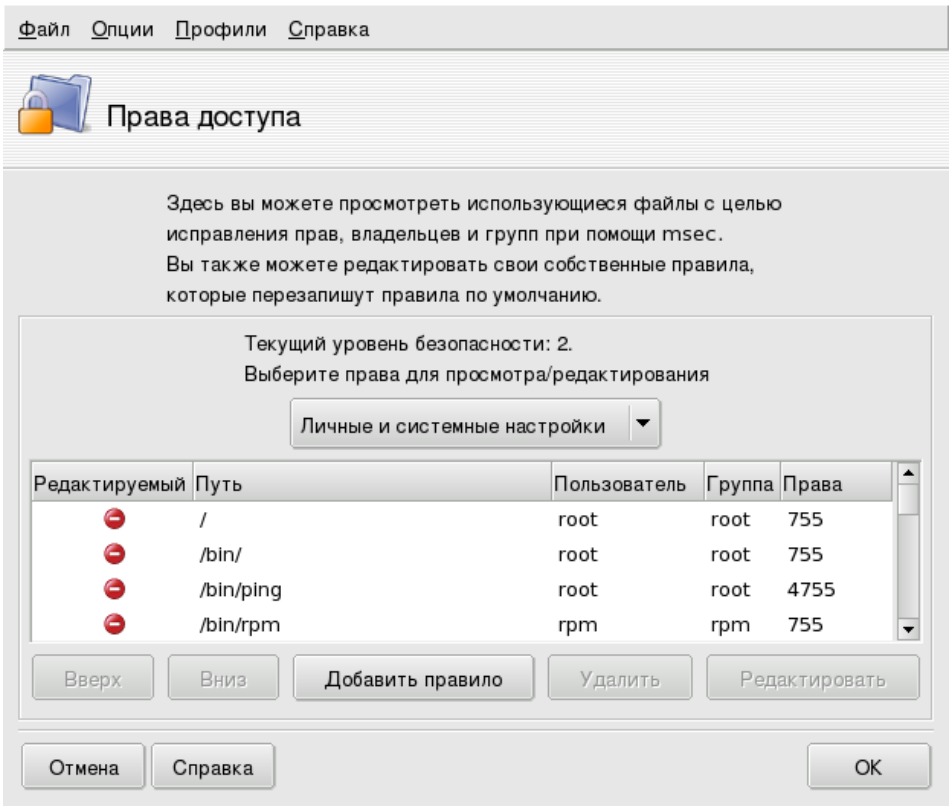 Файл Опции Профили Справка
Права доступа
Здесь вы можете просмотреть использующиеся файлы с целью
исправления прав, владельцев и групп при помощи msec.
Вы также можете редактировать свои собственные правила,
которые перезапишут правила по умолчанию.
Текущий уровень безопасности: 2.
Выберите права для просмотра/редактирования
Личные и системные настройки
Редактируемый Путь Пользователь Группа Права
/ root root 755
/bin/ root root 755
/bin/ping root root 4755
/bin/rpm rpm rpm 755
Вверх Вниз Добавить правило Удалить Редактировать
Отмена Справка OK